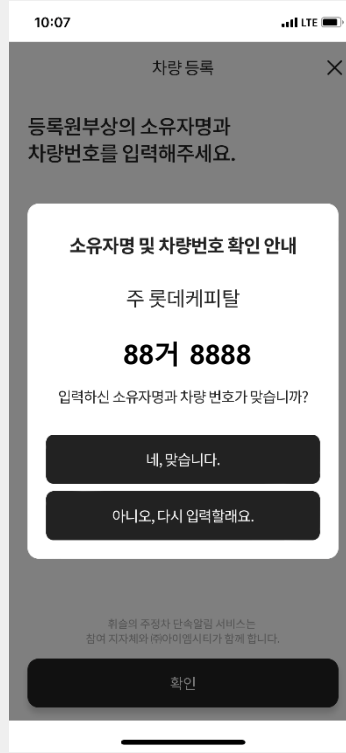 10:07
LTE
차량 등록
등록원부상의 소유자명과
차량번호를 입력해주세요.
소유자명 및 차량번호 확인 안내
주 롯데케피탈
88거 8888
입력하신 소유자명과 차량 번호가 맞습니까?
네, 맞습니다.
아니오, 다시 입력할래요.
휘슬의 주정차 단속알림 서비스는
참여 지자체와 ㈜아이엠시티가 함께 합니다.
확인